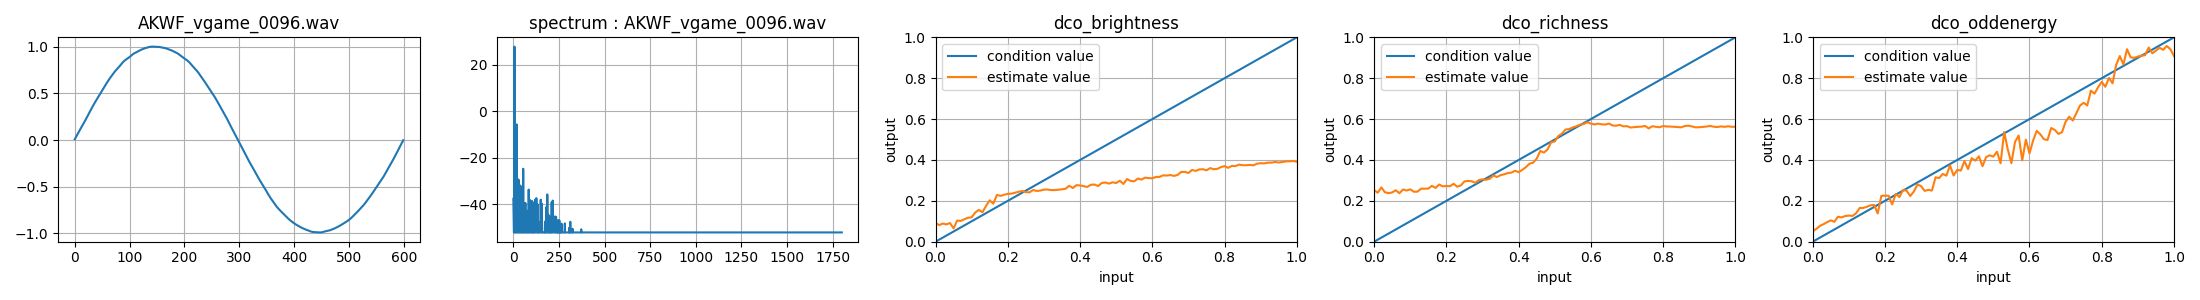 AKWF_vgame_0096.wav
1.0
0.5
0.0
−0.5
−1.0
0 100 200 300 400 500 600
spectrum : AKWF_vgame_0096.wav
20
0
−20
−40
0 250 500 750 1000 1250 1500 1750
dco_brightness
condition value
estimate value
output
1.0
0.8
0.6
0.4
0.2
0.0
0.0 0.2 0.4 0.6 0.8 1.0
input
dco_richness
condition value
estimate value
output
1.0
0.8
0.6
0.4
0.2
0.0
0.0 0.2 0.4 0.6 0.8 1.0
input
dco_oddenergy
condition value
estimate value
output
1.0
0.8
0.6
0.4
0.2
0.0
0.0 0.2 0.4 0.6 0.8 1.0
input